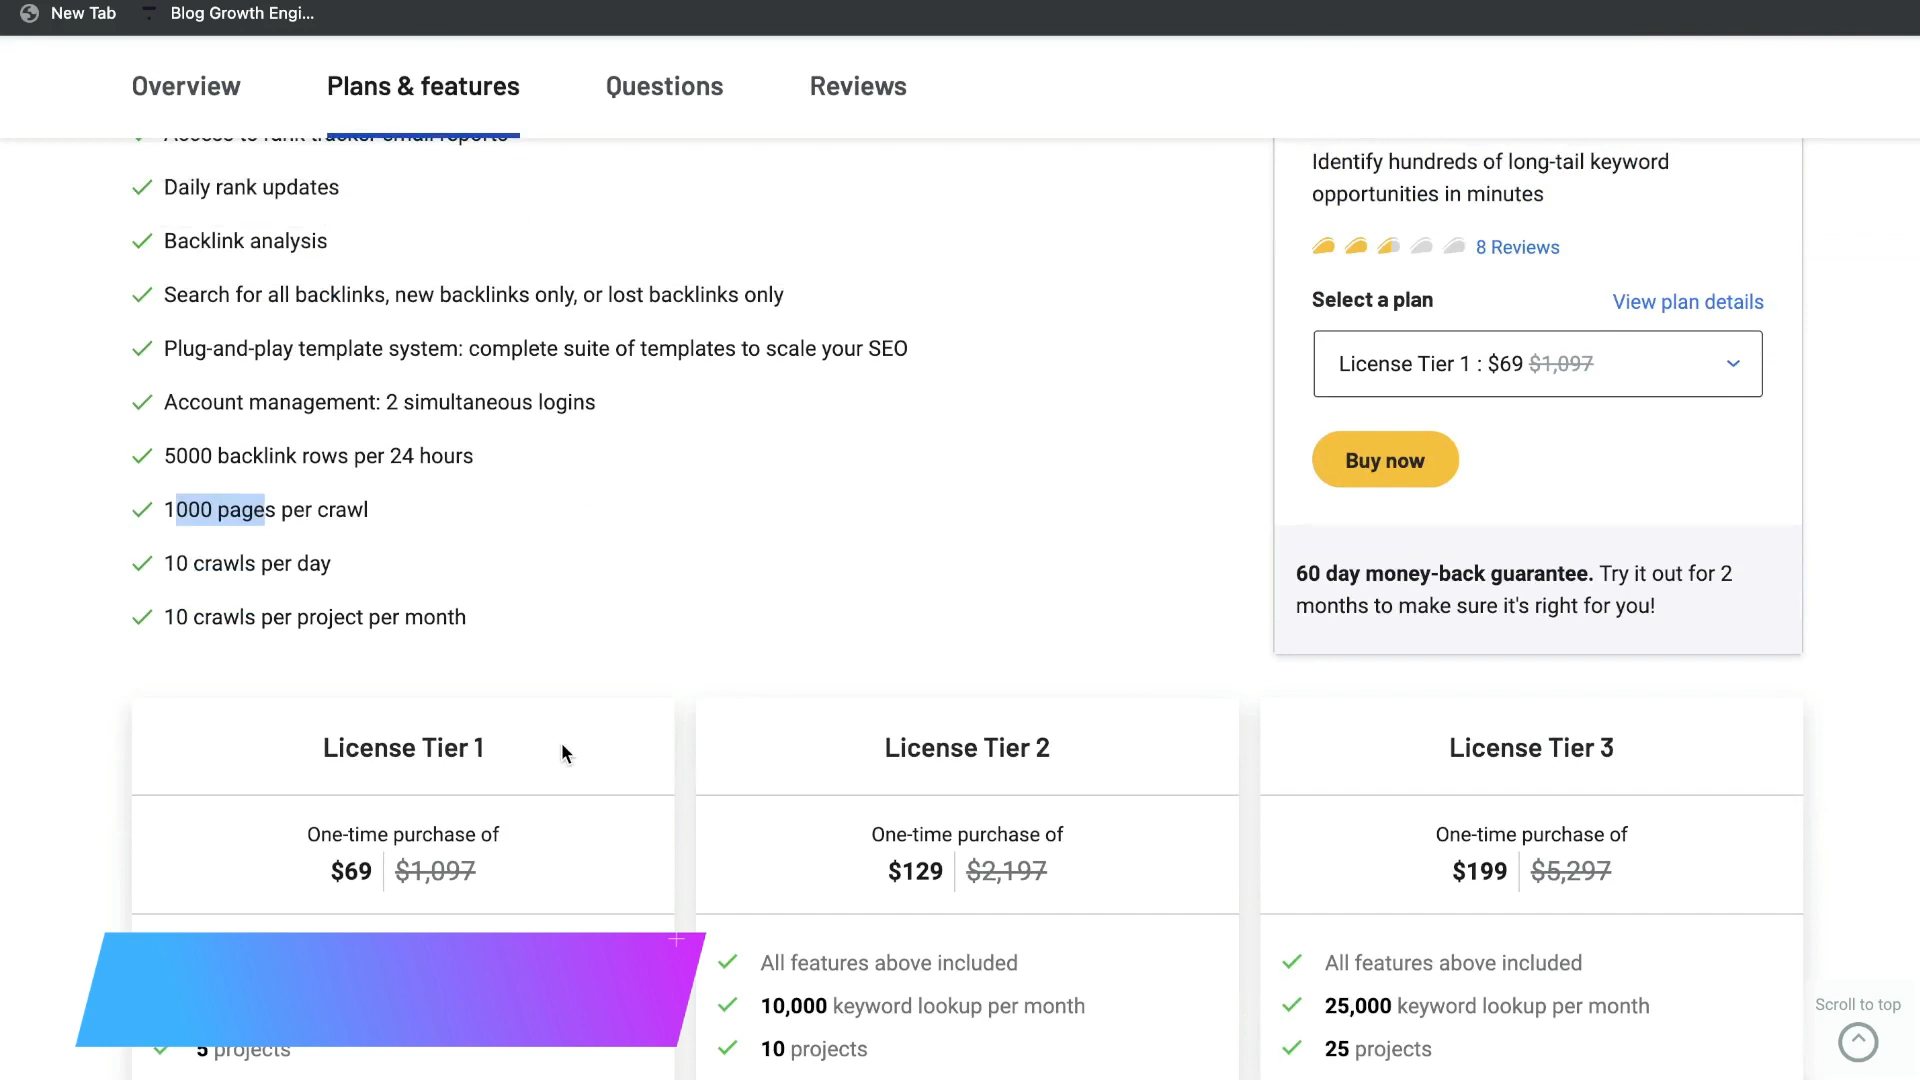 New Tab
Blog Growth Engi...
Overview
Plans & features
Questions
Reviews
Access to rank tracker small reports
Daily rank updates
Backlink analysis
Search for all backlinks, new backlinks only, or lost backlinks only
Plug-and-play template system: complete suite of templates to scale your SEO
Account management: 2 simultaneous logins
5000 backlink rows per 24 hours
1000 pages per crawl
10 crawls per day
10 crawls per project per month
Identify hundreds of long-tail keyword
opportunities in minutes
8 Reviews
Select a plan
View plan details
License Tier 1 : $69 $1,097
Buy now
60 day money-back guarantee. Try it out for 2
months to make sure it's right for you!
License Tier 1
One-time purchase of
$69 $1,097
5 projects
License Tier 2
One-time purchase of
$129 $2,197
All features above included
10,000 keyword lookup per month
10 projects
License Tier 3
One-time purchase of
$199 $5,297
All features above included
25,000 keyword lookup per month
25 projects
Scroll to top